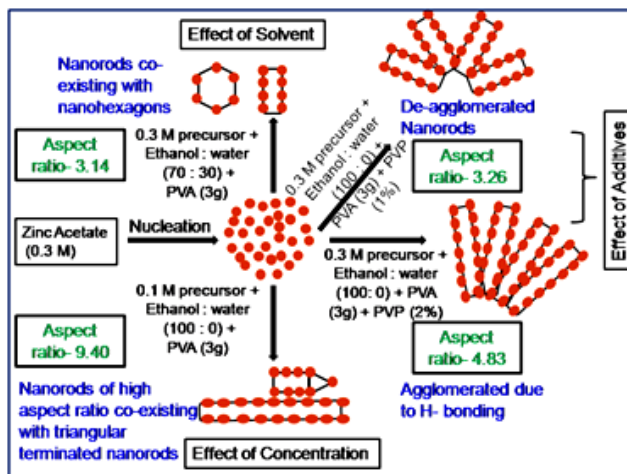 Effect of Solvent
Nanorods co-
existing with
nanohexagons
Aspect
ratio- 3.14
0.3 M precursor +
Ethanol : water
(70 : 30) +
PVA (3g)
0.3 M precursor +
Ethanol : water
(100 : 0) +
PVA (3g) + PVP
(1%)
De-agglomerated
Nanorods
Aspect
ratio- 3.26
Effect of Additives
Zinc Acetate
(0.3 M)
Nucleation
0.3 M precursor +
Ethanol : water
(100: 0) + PVA
(3g) + PVP (2%)
Aspect
ratio- 4.83
Agglomerated due
to H- bonding
0.1 M precursor +
Ethanol : water
(100 : 0) +
PVA (3g)
Aspect
ratio- 9.40
Nanorods of high
aspect ratio co-existing
with triangular
terminated nanorods
Effect of Concentration